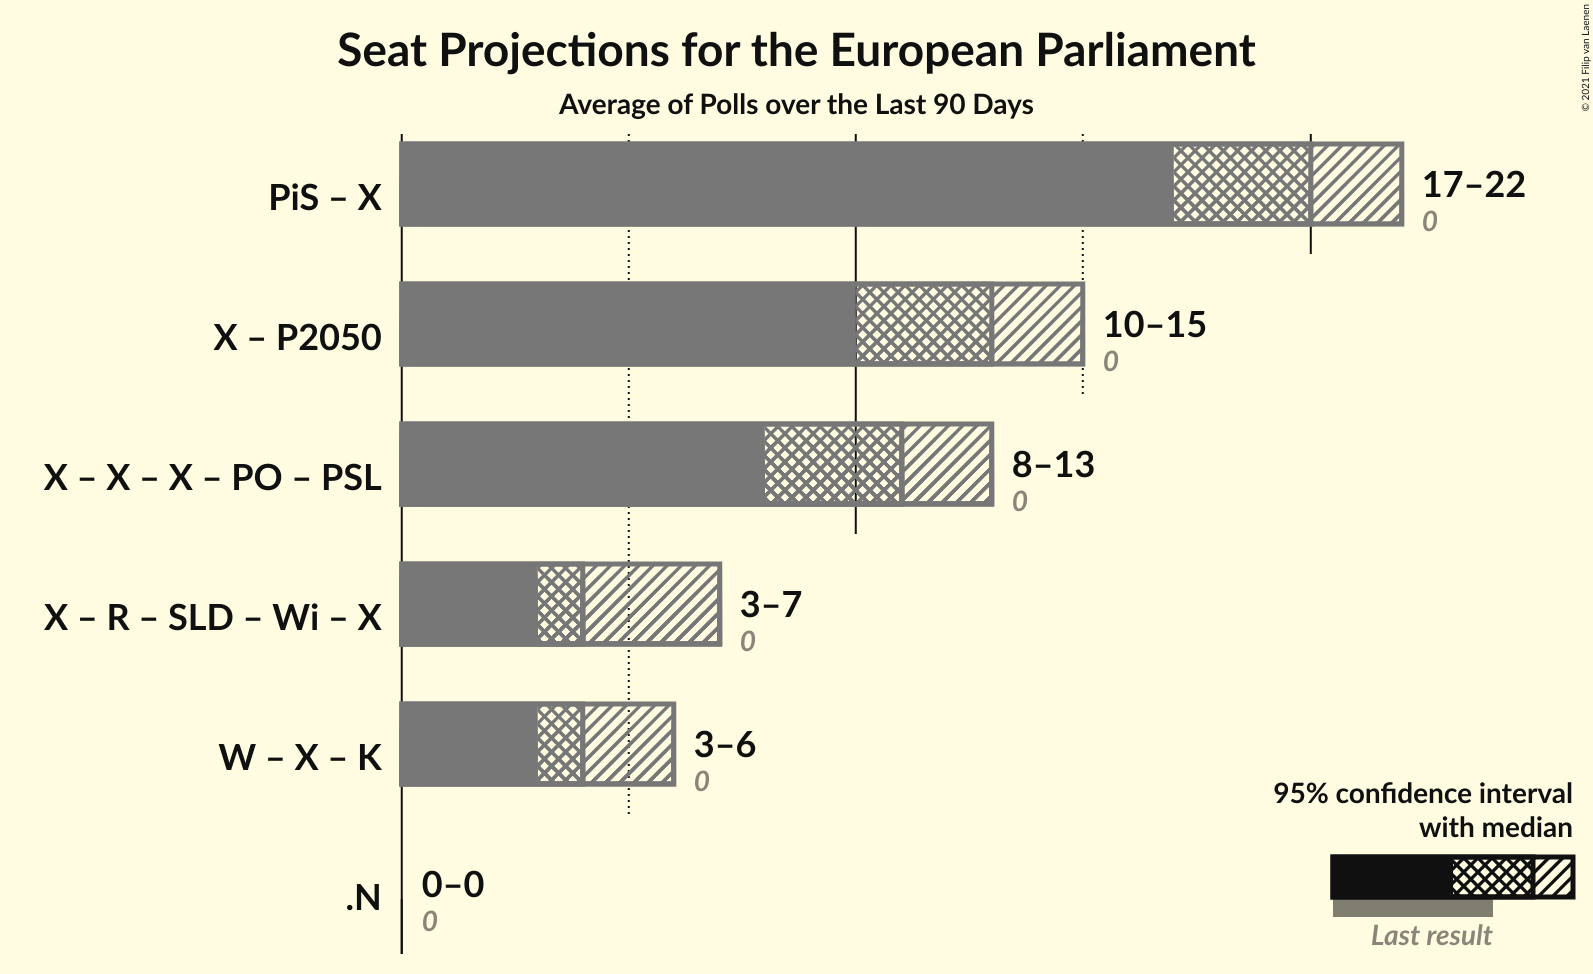 Seat Projections for the European Parliament
Average of Polls over the Last 90 Days
© 2021 Filip van Laenen
PiS – X
17–22
0
X – P2050
10–15
0
X – X – X – PO – PSL
8–13
0
X – R – SLD – Wi – X
3–7
0
W – X – K
3–6
0
.N
0–0
0
95% confidence interval
with median
Last result